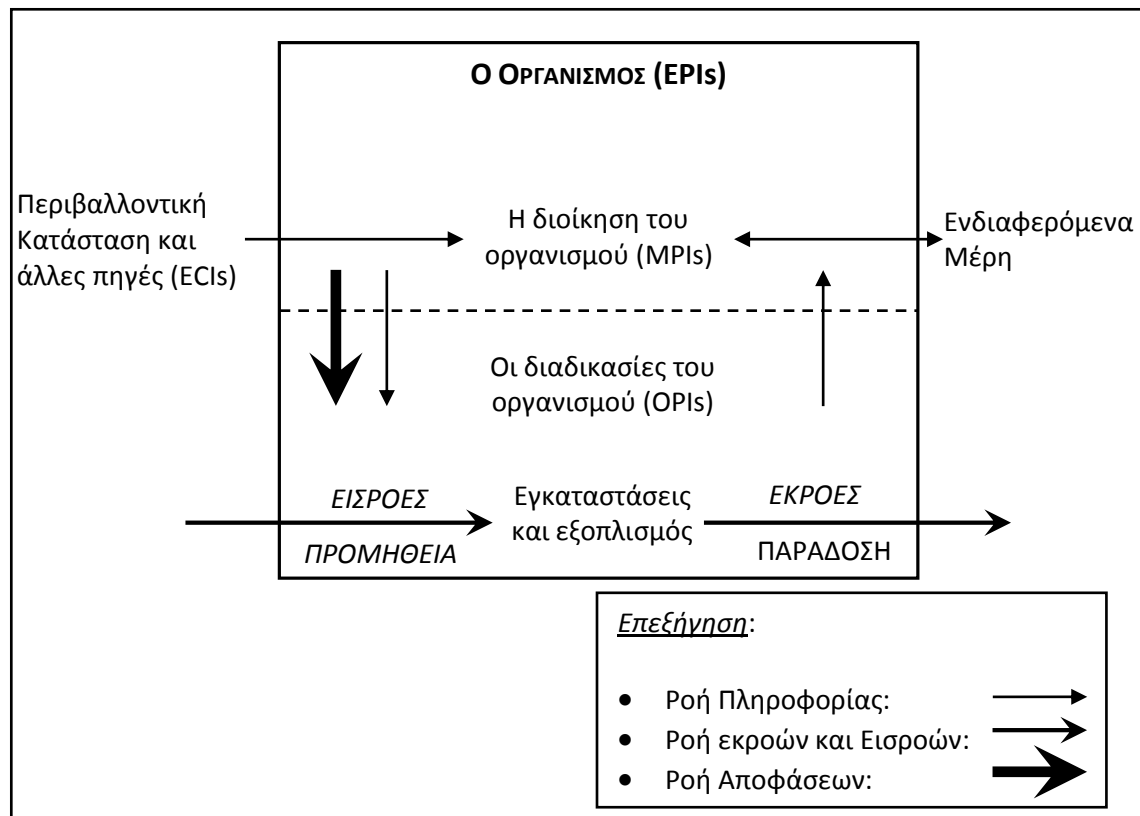 Ο ΟΡΓΑΝΙΣΜΟΣ (EPIs)
Περιβαλλοντική
Κατάσταση και
άλλες πηγές (ECIs)
Η διοίκηση του
οργανισμού (MPIs)
Ενδιαφερόμενα
Μέρη
Οι διαδικασίες του
οργανισμού (OPIs)
ΕΙΣΡΟΕΣ
ΠΡΟΜΗΘΕΙΑ
Εγκαταστάσεις
και εξοπλισμός
ΕΚΡΟΕΣ
ΠΑΡΑΔΟΣΗ
Επεξήγηση:
• Ροή Πληροφορίας:
• Ροή εκροών και Εισροών:
• Ροή Αποφάσεων: